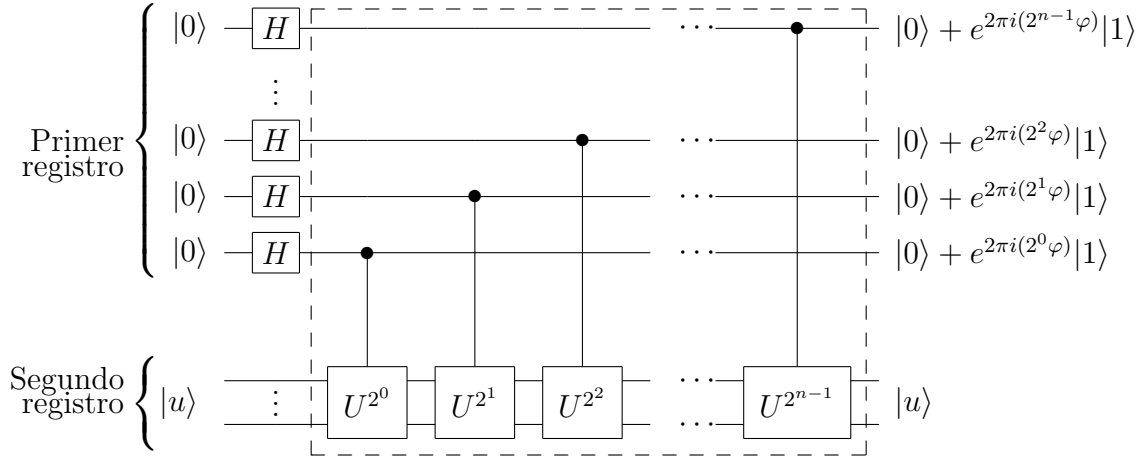 |0⟩ H ··· |0⟩ + e^{2πi(2^{n−1}φ)}|1⟩
⋮
Primer
registro
|0⟩ H ··· |0⟩ + e^{2πi(2^2φ)}|1⟩
|0⟩ H ··· |0⟩ + e^{2πi(2^1φ)}|1⟩
|0⟩ H ··· |0⟩ + e^{2πi(2^0φ)}|1⟩
Segundo
registro
|u⟩ ⋮ U^{2^0} U^{2^1} U^{2^2} ··· U^{2^{n−1}} |u⟩